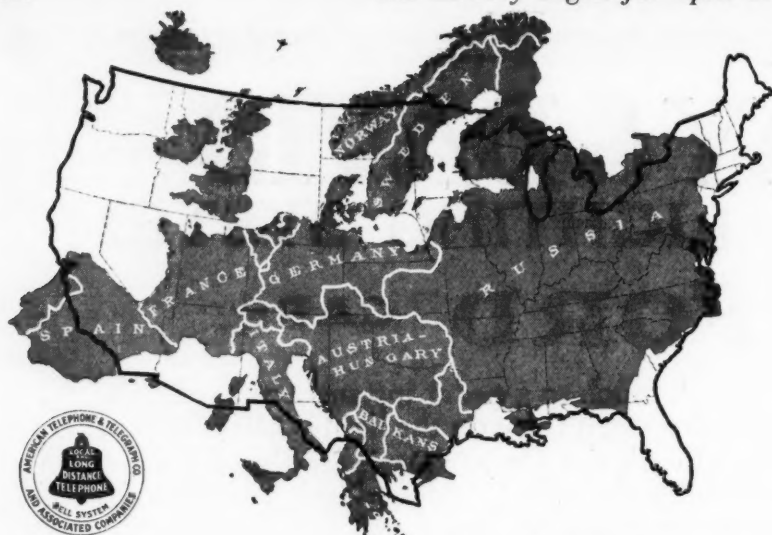 NORWAY
SWEDEN
RUSSIA
GERMANY
FRANCE
SPAIN
ITALY
AUSTRIA-
HUNGARY
BALKANS
AMERICAN TELEPHONE & TELEGRAPH CO
AND ASSOCIATED COMPANIES
LOCAL
LONG
DISTANCE
TELEPHONE
BELL SYSTEM